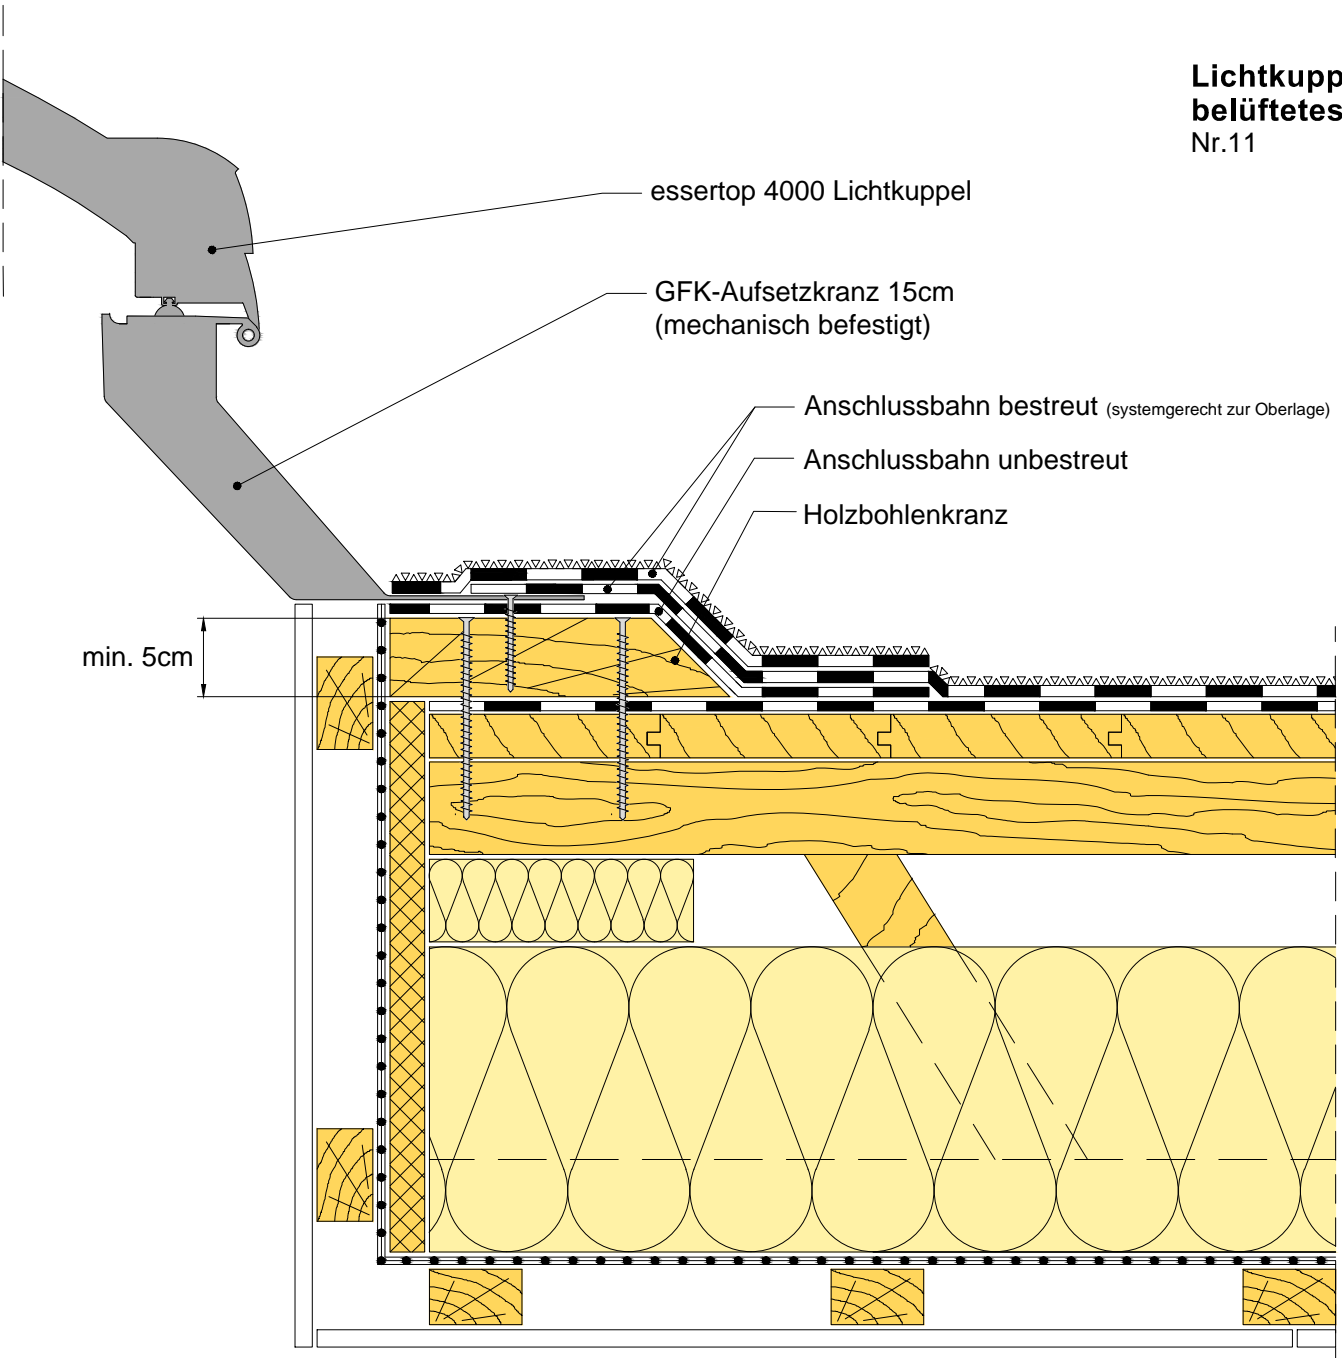 Lichtkupp
belüftetes
Nr.11
essertop 4000 Lichtkuppel
GFK-Aufsetzkranz 15cm
(mechanisch befestigt)
Anschlussbahn bestreut (systemgerecht zur Oberlage)
Anschlussbahn unbestreut
Holzbohlenkranz
min. 5cm